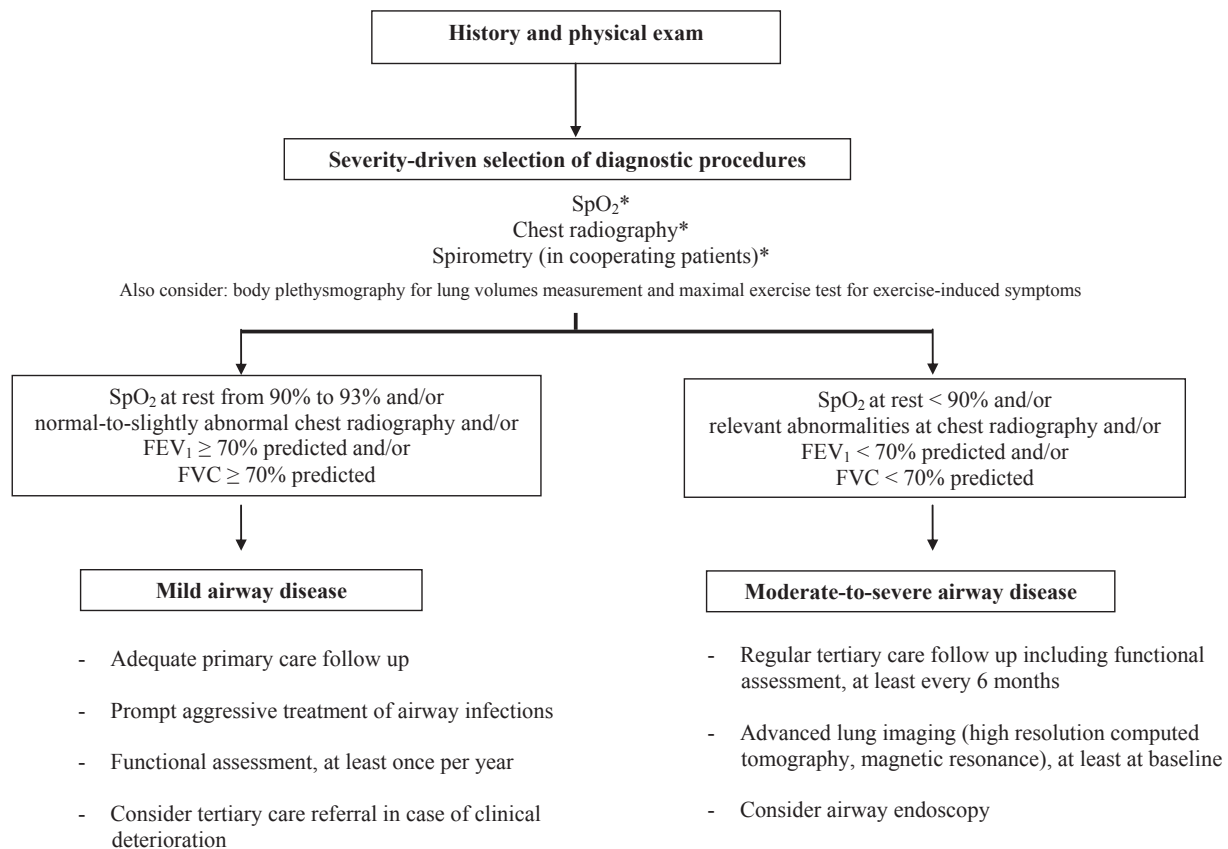 History and physical exam
Severity-driven selection of diagnostic procedures
SpO₂*
Chest radiography*
Spirometry (in cooperating patients)*
Also consider: body plethysmography for lung volumes measurement and maximal exercise test for exercise-induced symptoms
SpO₂ at rest from 90% to 93% and/or
normal-to-slightly abnormal chest radiography and/or
FEV₁ ≥ 70% predicted and/or
FVC ≥ 70% predicted
Mild airway disease
- Adequate primary care follow up
- Prompt aggressive treatment of airway infections
- Functional assessment, at least once per year
- Consider tertiary care referral in case of clinical
deterioration
SpO₂ at rest < 90% and/or
relevant abnormalities at chest radiography and/or
FEV₁ < 70% predicted and/or
FVC < 70% predicted
Moderate-to-severe airway disease
- Regular tertiary care follow up including functional
assessment, at least every 6 months
- Advanced lung imaging (high resolution computed
tomography, magnetic resonance), at least at baseline
- Consider airway endoscopy